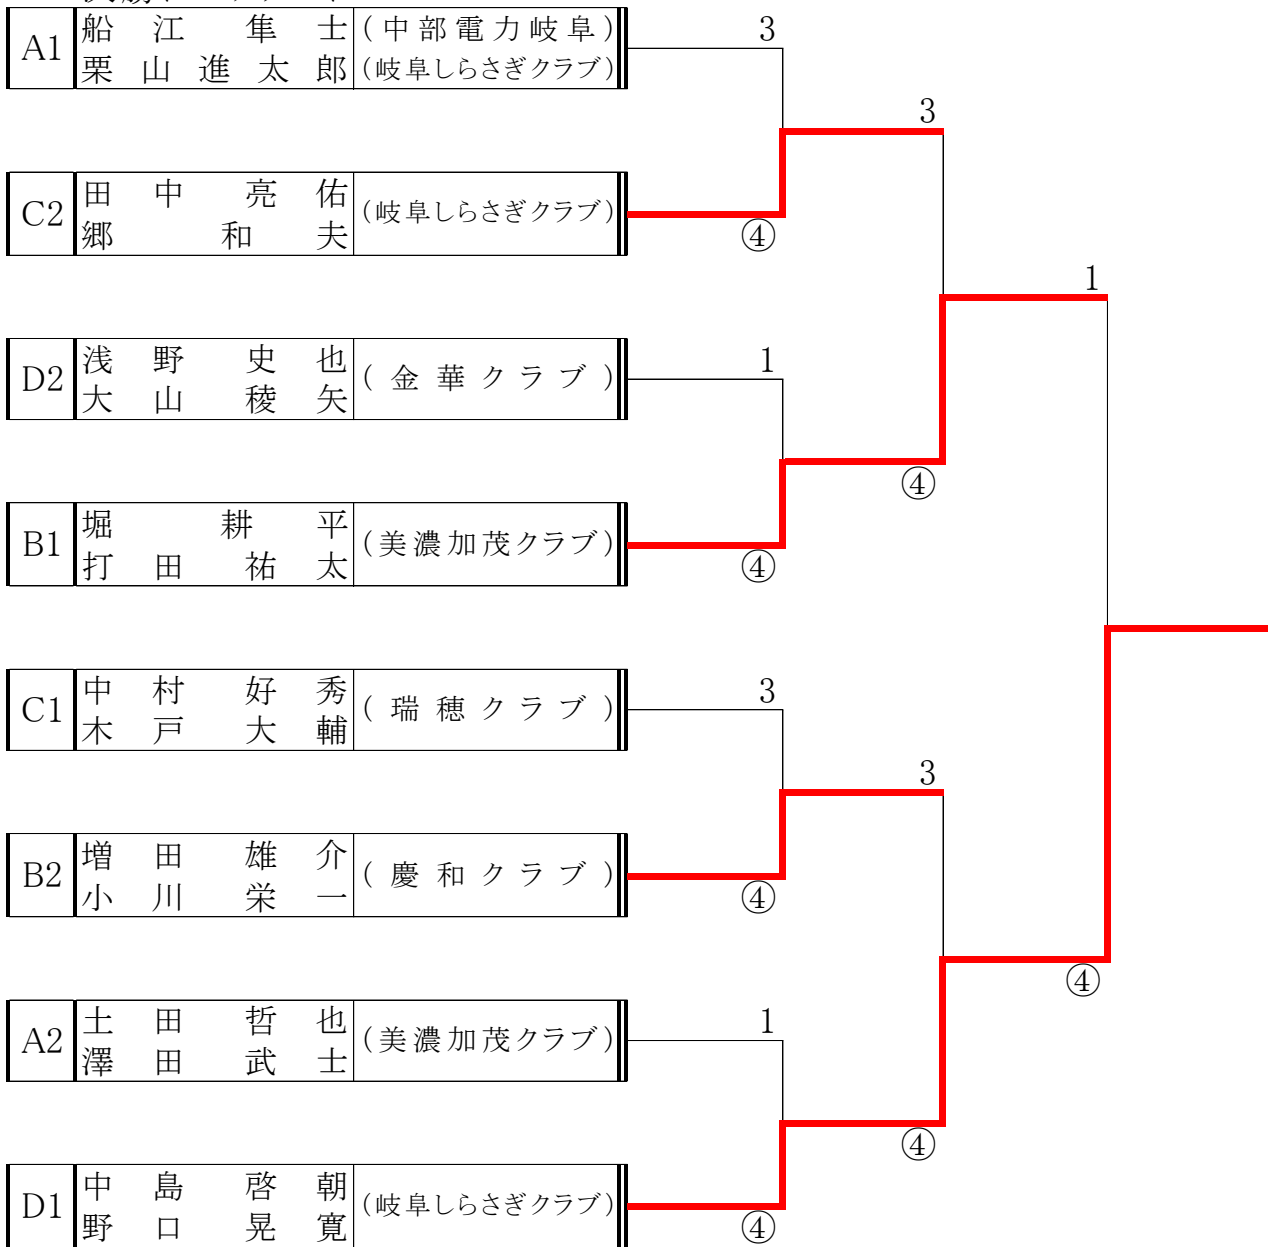 A1 船江隼士 (中部電力岐阜) 3
栗山進太郎 (岐阜しらさぎクラブ)
3
C2 田中亮佑 (岐阜しらさぎクラブ)
郷和夫
④
1
D2 浅野史也 (金華クラブ) 1
大山稜矢
④
B1 堀耕平 (美濃加茂クラブ)
打田祐太
④
C1 中村好秀 (瑞穂クラブ) 3
木戸大輔
3
B2 増田雄介 (慶和クラブ)
小川栄一
④
④
A2 土田哲也 (美濃加茂クラブ) 1
澤田武士
④
D1 中島啓朝 (岐阜しらさぎクラブ)
野口晃寛
④